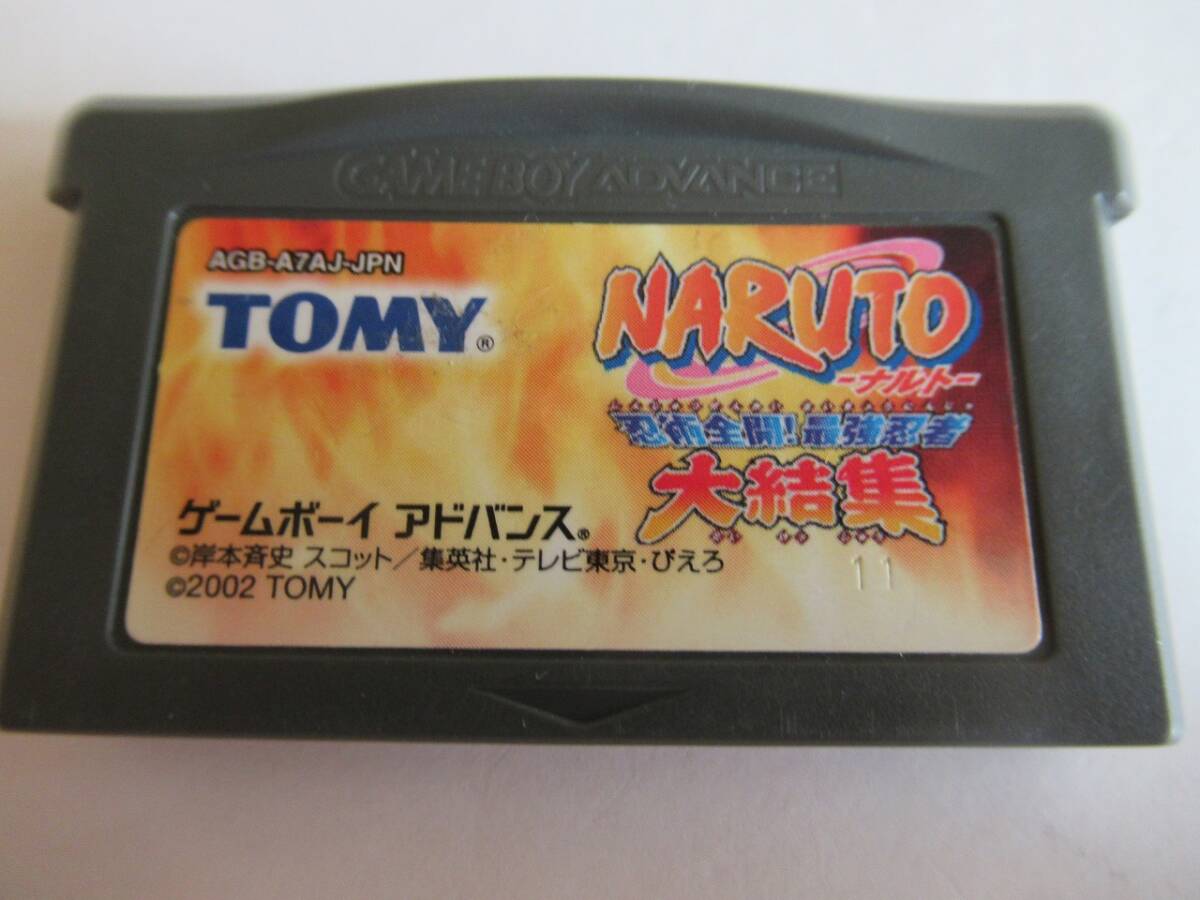 GAME BOY ADVANCE
AGB-A7AJ-JPN
TOMY®
NARUTO
-ナルト-
忍術全開!最強忍者
大結集
ゲームボーイ アドバンス®
©岸本斉史 スコット/集英社・テレビ東京・ぴえろ
©2002 TOMY
11